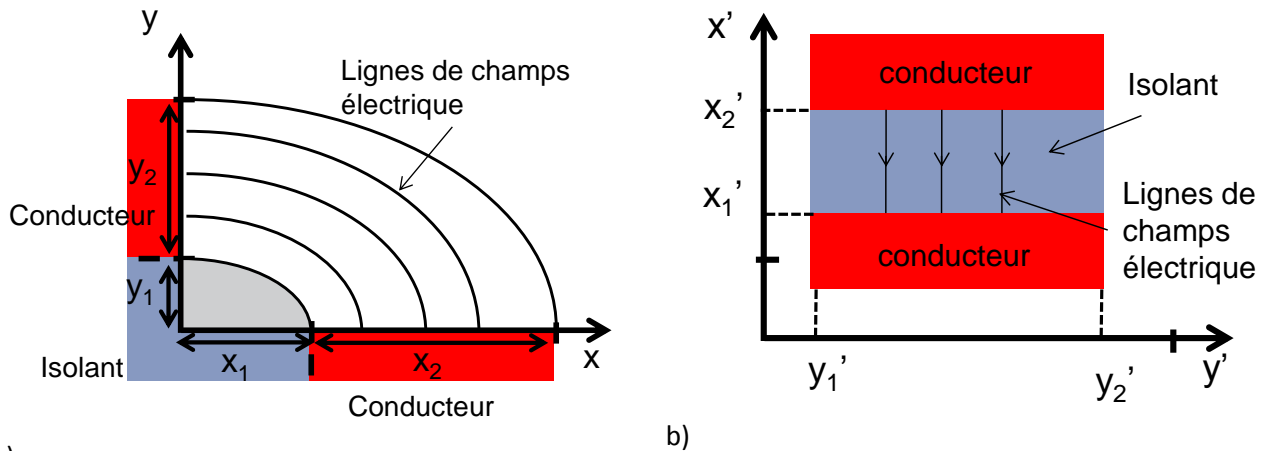 y
Lignes de champs
électrique
y₂
Conducteur
y₁
Isolant
x₁
x₂
x
Conducteur
)
x’
conducteur
Isolant
x₂’
x₁’
Lignes de
champs
électrique
conducteur
y₁’
y₂’
y’
b)